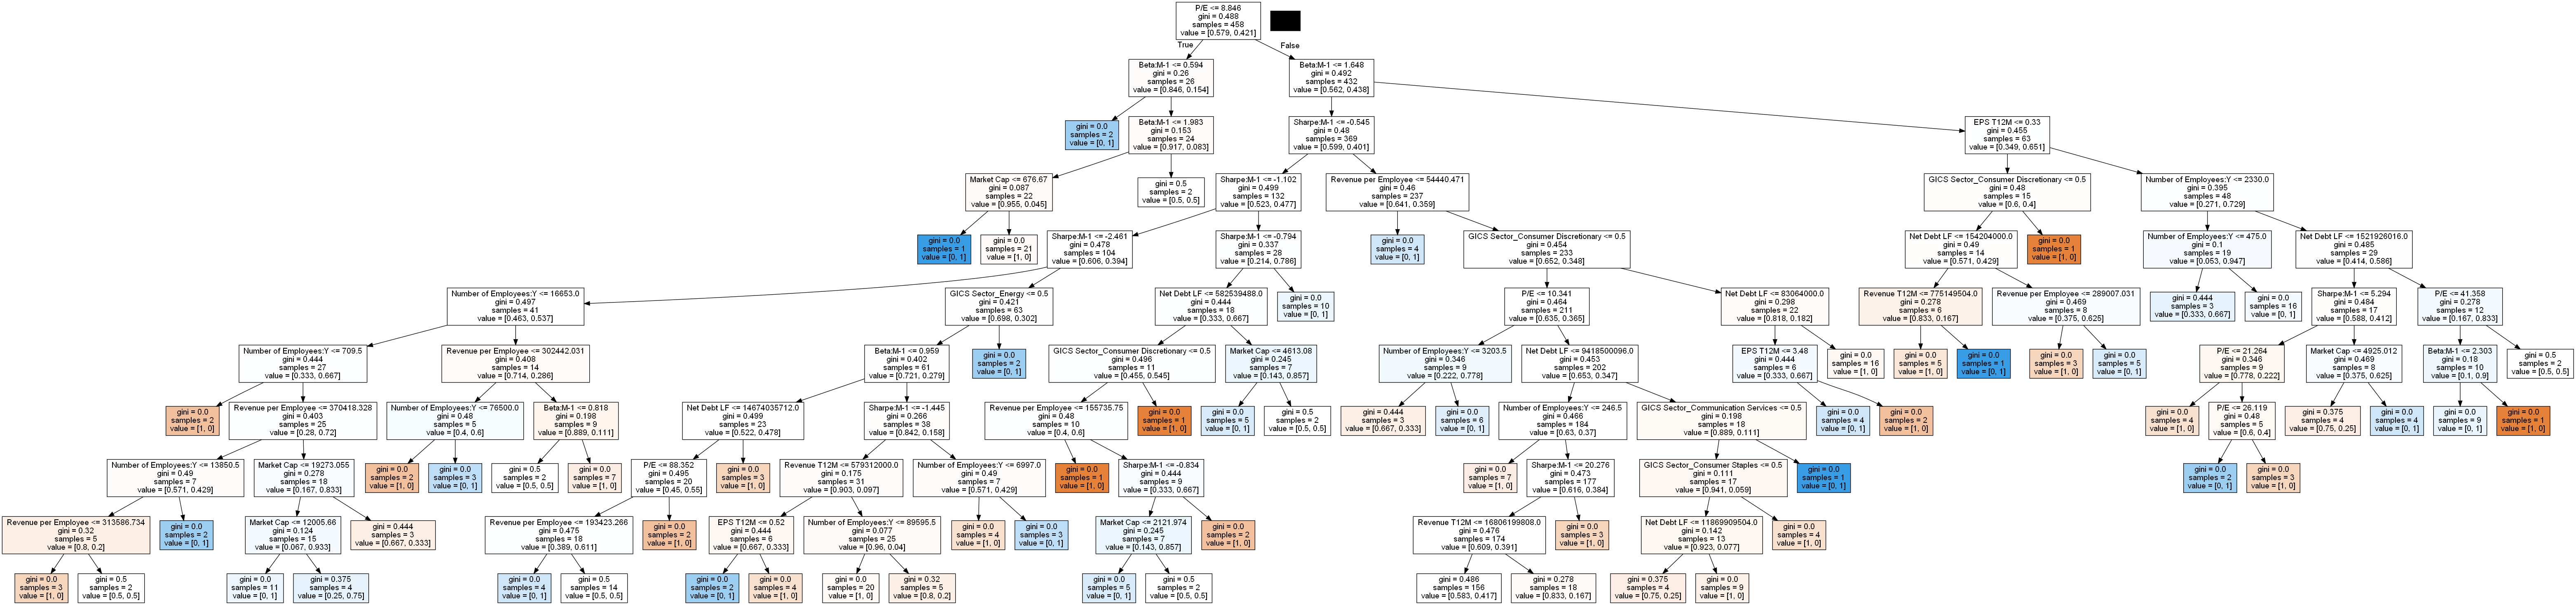 P/E <= 8.846
gini = 0.488
samples = 458
value = [0.579, 0.421]
True
False
Beta:M-1 <= 0.594
gini = 0.26
samples = 26
value = [0.846, 0.154]
Beta:M-1 <= 1.648
gini = 0.492
samples = 432
value = [0.562, 0.438]
gini = 0.0
samples = 2
value = [0, 1]
Beta:M-1 <= 1.983
gini = 0.153
samples = 24
value = [0.917, 0.083]
Sharpe:M-1 <= -0.545
gini = 0.48
samples = 369
value = [0.599, 0.401]
EPS T12M <= 0.33
gini = 0.455
samples = 63
value = [0.349, 0.651]
Market Cap <= 676.67
gini = 0.087
samples = 22
value = [0.955, 0.045]
gini = 0.5
samples = 2
value = [0.5, 0.5]
Sharpe:M-1 <= -1.102
gini = 0.499
samples = 132
value = [0.523, 0.477]
Revenue per Employee <= 54440.471
gini = 0.46
samples = 237
value = [0.641, 0.359]
GICS Sector_Consumer Discretionary <= 0.5
gini = 0.48
samples = 15
value = [0.6, 0.4]
Number of Employees:Y <= 2330.0
gini = 0.395
samples = 48
value = [0.271, 0.729]
gini = 0.0
samples = 1
value = [0, 1]
gini = 0.0
samples = 21
value = [1, 0]
Sharpe:M-1 <= -2.461
gini = 0.478
samples = 104
value = [0.606, 0.394]
Sharpe:M-1 <= -0.794
gini = 0.337
samples = 28
value = [0.214, 0.786]
gini = 0.0
samples = 4
value = [0, 1]
GICS Sector_Consumer Discretionary <= 0.5
gini = 0.454
samples = 233
value = [0.652, 0.348]
Net Debt LF <= 154204000.0
gini = 0.49
samples = 14
value = [0.571, 0.429]
gini = 0.0
samples = 1
value = [1, 0]
Number of Employees:Y <= 475.0
gini = 0.1
samples = 19
value = [0.053, 0.947]
Net Debt LF <= 1521926016.0
gini = 0.485
samples = 29
value = [0.414, 0.586]
Number of Employees:Y <= 16653.0
gini = 0.497
samples = 41
value = [0.463, 0.537]
GICS Sector_Energy <= 0.5
gini = 0.421
samples = 63
value = [0.698, 0.302]
Net Debt LF <= 582539488.0
gini = 0.444
samples = 18
value = [0.333, 0.667]
gini = 0.0
samples = 10
value = [0, 1]
P/E <= 10.341
gini = 0.464
samples = 211
value = [0.635, 0.365]
Net Debt LF <= 83064000.0
gini = 0.298
samples = 22
value = [0.818, 0.182]
Revenue T12M <= 775149504.0
gini = 0.278
samples = 6
value = [0.833, 0.167]
Revenue per Employee <= 289007.031
gini = 0.469
samples = 8
value = [0.375, 0.625]
gini = 0.444
samples = 3
value = [0.333, 0.667]
gini = 0.0
samples = 16
value = [0, 1]
Sharpe:M-1 <= 5.294
gini = 0.484
samples = 17
value = [0.588, 0.412]
P/E <= 41.358
gini = 0.278
samples = 12
value = [0.167, 0.833]
Number of Employees:Y <= 709.5
gini = 0.444
samples = 27
value = [0.333, 0.667]
Revenue per Employee <= 302442.031
gini = 0.408
samples = 14
value = [0.714, 0.286]
Beta:M-1 <= 0.959
gini = 0.402
samples = 61
value = [0.721, 0.279]
gini = 0.0
samples = 2
value = [0, 1]
GICS Sector_Consumer Discretionary <= 0.5
gini = 0.496
samples = 11
value = [0.455, 0.545]
Market Cap <= 4613.08
gini = 0.245
samples = 7
value = [0.143, 0.857]
Number of Employees:Y <= 3203.5
gini = 0.346
samples = 9
value = [0.222, 0.778]
Net Debt LF <= 9418500096.0
gini = 0.453
samples = 202
value = [0.653, 0.347]
EPS T12M <= 3.48
gini = 0.444
samples = 6
value = [0.333, 0.667]
gini = 0.0
samples = 16
value = [1, 0]
gini = 0.0
samples = 5
value = [1, 0]
gini = 0.0
samples = 1
value = [0, 1]
gini = 0.0
samples = 3
value = [1, 0]
gini = 0.0
samples = 5
value = [0, 1]
P/E <= 21.264
gini = 0.346
samples = 9
value = [0.778, 0.222]
Market Cap <= 4925.012
gini = 0.469
samples = 8
value = [0.375, 0.625]
Beta:M-1 <= 2.303
gini = 0.18
samples = 10
value = [0.1, 0.9]
gini = 0.5
samples = 2
value = [0.5, 0.5]
gini = 0.0
samples = 2
value = [1, 0]
Revenue per Employee <= 370418.328
gini = 0.403
samples = 25
value = [0.28, 0.72]
Number of Employees:Y <= 76500.0
gini = 0.48
samples = 5
value = [0.4, 0.6]
Beta:M-1 <= 0.818
gini = 0.198
samples = 9
value = [0.889, 0.111]
Net Debt LF <= 14674035712.0
gini = 0.499
samples = 23
value = [0.522, 0.478]
Sharpe:M-1 <= -1.445
gini = 0.266
samples = 38
value = [0.842, 0.158]
Revenue per Employee <= 155735.75
gini = 0.48
samples = 10
value = [0.4, 0.6]
gini = 0.0
samples = 1
value = [1, 0]
gini = 0.0
samples = 5
value = [0, 1]
gini = 0.5
samples = 2
value = [0.5, 0.5]
gini = 0.444
samples = 3
value = [0.667, 0.333]
gini = 0.0
samples = 6
value = [0, 1]
Number of Employees:Y <= 246.5
gini = 0.466
samples = 184
value = [0.63, 0.37]
GICS Sector_Communication Services <= 0.5
gini = 0.198
samples = 18
value = [0.889, 0.111]
gini = 0.0
samples = 4
value = [0, 1]
gini = 0.0
samples = 2
value = [1, 0]
gini = 0.0
samples = 4
value = [1, 0]
P/E <= 26.119
gini = 0.48
samples = 5
value = [0.6, 0.4]
gini = 0.375
samples = 4
value = [0.75, 0.25]
gini = 0.0
samples = 4
value = [0, 1]
gini = 0.0
samples = 9
value = [0, 1]
gini = 0.0
samples = 1
value = [1, 0]
Number of Employees:Y <= 13850.5
gini = 0.49
samples = 7
value = [0.571, 0.429]
Market Cap <= 19273.055
gini = 0.278
samples = 18
value = [0.167, 0.833]
gini = 0.0
samples = 2
value = [1, 0]
gini = 0.0
samples = 3
value = [0, 1]
gini = 0.5
samples = 2
value = [0.5, 0.5]
gini = 0.0
samples = 7
value = [1, 0]
P/E <= 88.352
gini = 0.495
samples = 20
value = [0.45, 0.55]
gini = 0.0
samples = 3
value = [1, 0]
Revenue T12M <= 579312000.0
gini = 0.175
samples = 31
value = [0.903, 0.097]
Number of Employees:Y <= 6997.0
gini = 0.49
samples = 7
value = [0.571, 0.429]
gini = 0.0
samples = 1
value = [1, 0]
Sharpe:M-1 <= -0.834
gini = 0.444
samples = 9
value = [0.333, 0.667]
gini = 0.0
samples = 7
value = [1, 0]
Sharpe:M-1 <= 20.276
gini = 0.473
samples = 177
value = [0.616, 0.384]
GICS Sector_Consumer Staples <= 0.5
gini = 0.111
samples = 17
value = [0.941, 0.059]
gini = 0.0
samples = 1
value = [0, 1]
gini = 0.0
samples = 2
value = [0, 1]
gini = 0.0
samples = 3
value = [1, 0]
Revenue per Employee <= 313586.734
gini = 0.32
samples = 5
value = [0.8, 0.2]
gini = 0.0
samples = 2
value = [0, 1]
Market Cap <= 12005.66
gini = 0.124
samples = 15
value = [0.067, 0.933]
gini = 0.444
samples = 3
value = [0.667, 0.333]
Revenue per Employee <= 193423.266
gini = 0.475
samples = 18
value = [0.389, 0.611]
gini = 0.0
samples = 2
value = [1, 0]
EPS T12M <= 0.52
gini = 0.444
samples = 6
value = [0.667, 0.333]
Number of Employees:Y <= 89595.5
gini = 0.077
samples = 25
value = [0.96, 0.04]
gini = 0.0
samples = 4
value = [1, 0]
gini = 0.0
samples = 3
value = [0, 1]
Market Cap <= 2121.974
gini = 0.245
samples = 7
value = [0.143, 0.857]
gini = 0.0
samples = 2
value = [1, 0]
Revenue T12M <= 16806199808.0
gini = 0.476
samples = 174
value = [0.609, 0.391]
gini = 0.0
samples = 3
value = [1, 0]
Net Debt LF <= 11869909504.0
gini = 0.142
samples = 13
value = [0.923, 0.077]
gini = 0.0
samples = 4
value = [1, 0]
gini = 0.0
samples = 3
value = [1, 0]
gini = 0.5
samples = 2
value = [0.5, 0.5]
gini = 0.0
samples = 11
value = [0, 1]
gini = 0.375
samples = 4
value = [0.25, 0.75]
gini = 0.0
samples = 4
value = [0, 1]
gini = 0.5
samples = 14
value = [0.5, 0.5]
gini = 0.0
samples = 2
value = [0, 1]
gini = 0.0
samples = 4
value = [1, 0]
gini = 0.0
samples = 20
value = [1, 0]
gini = 0.32
samples = 5
value = [0.8, 0.2]
gini = 0.0
samples = 5
value = [0, 1]
gini = 0.5
samples = 2
value = [0.5, 0.5]
gini = 0.486
samples = 156
value = [0.583, 0.417]
gini = 0.278
samples = 18
value = [0.833, 0.167]
gini = 0.375
samples = 4
value = [0.75, 0.25]
gini = 0.0
samples = 9
value = [1, 0]